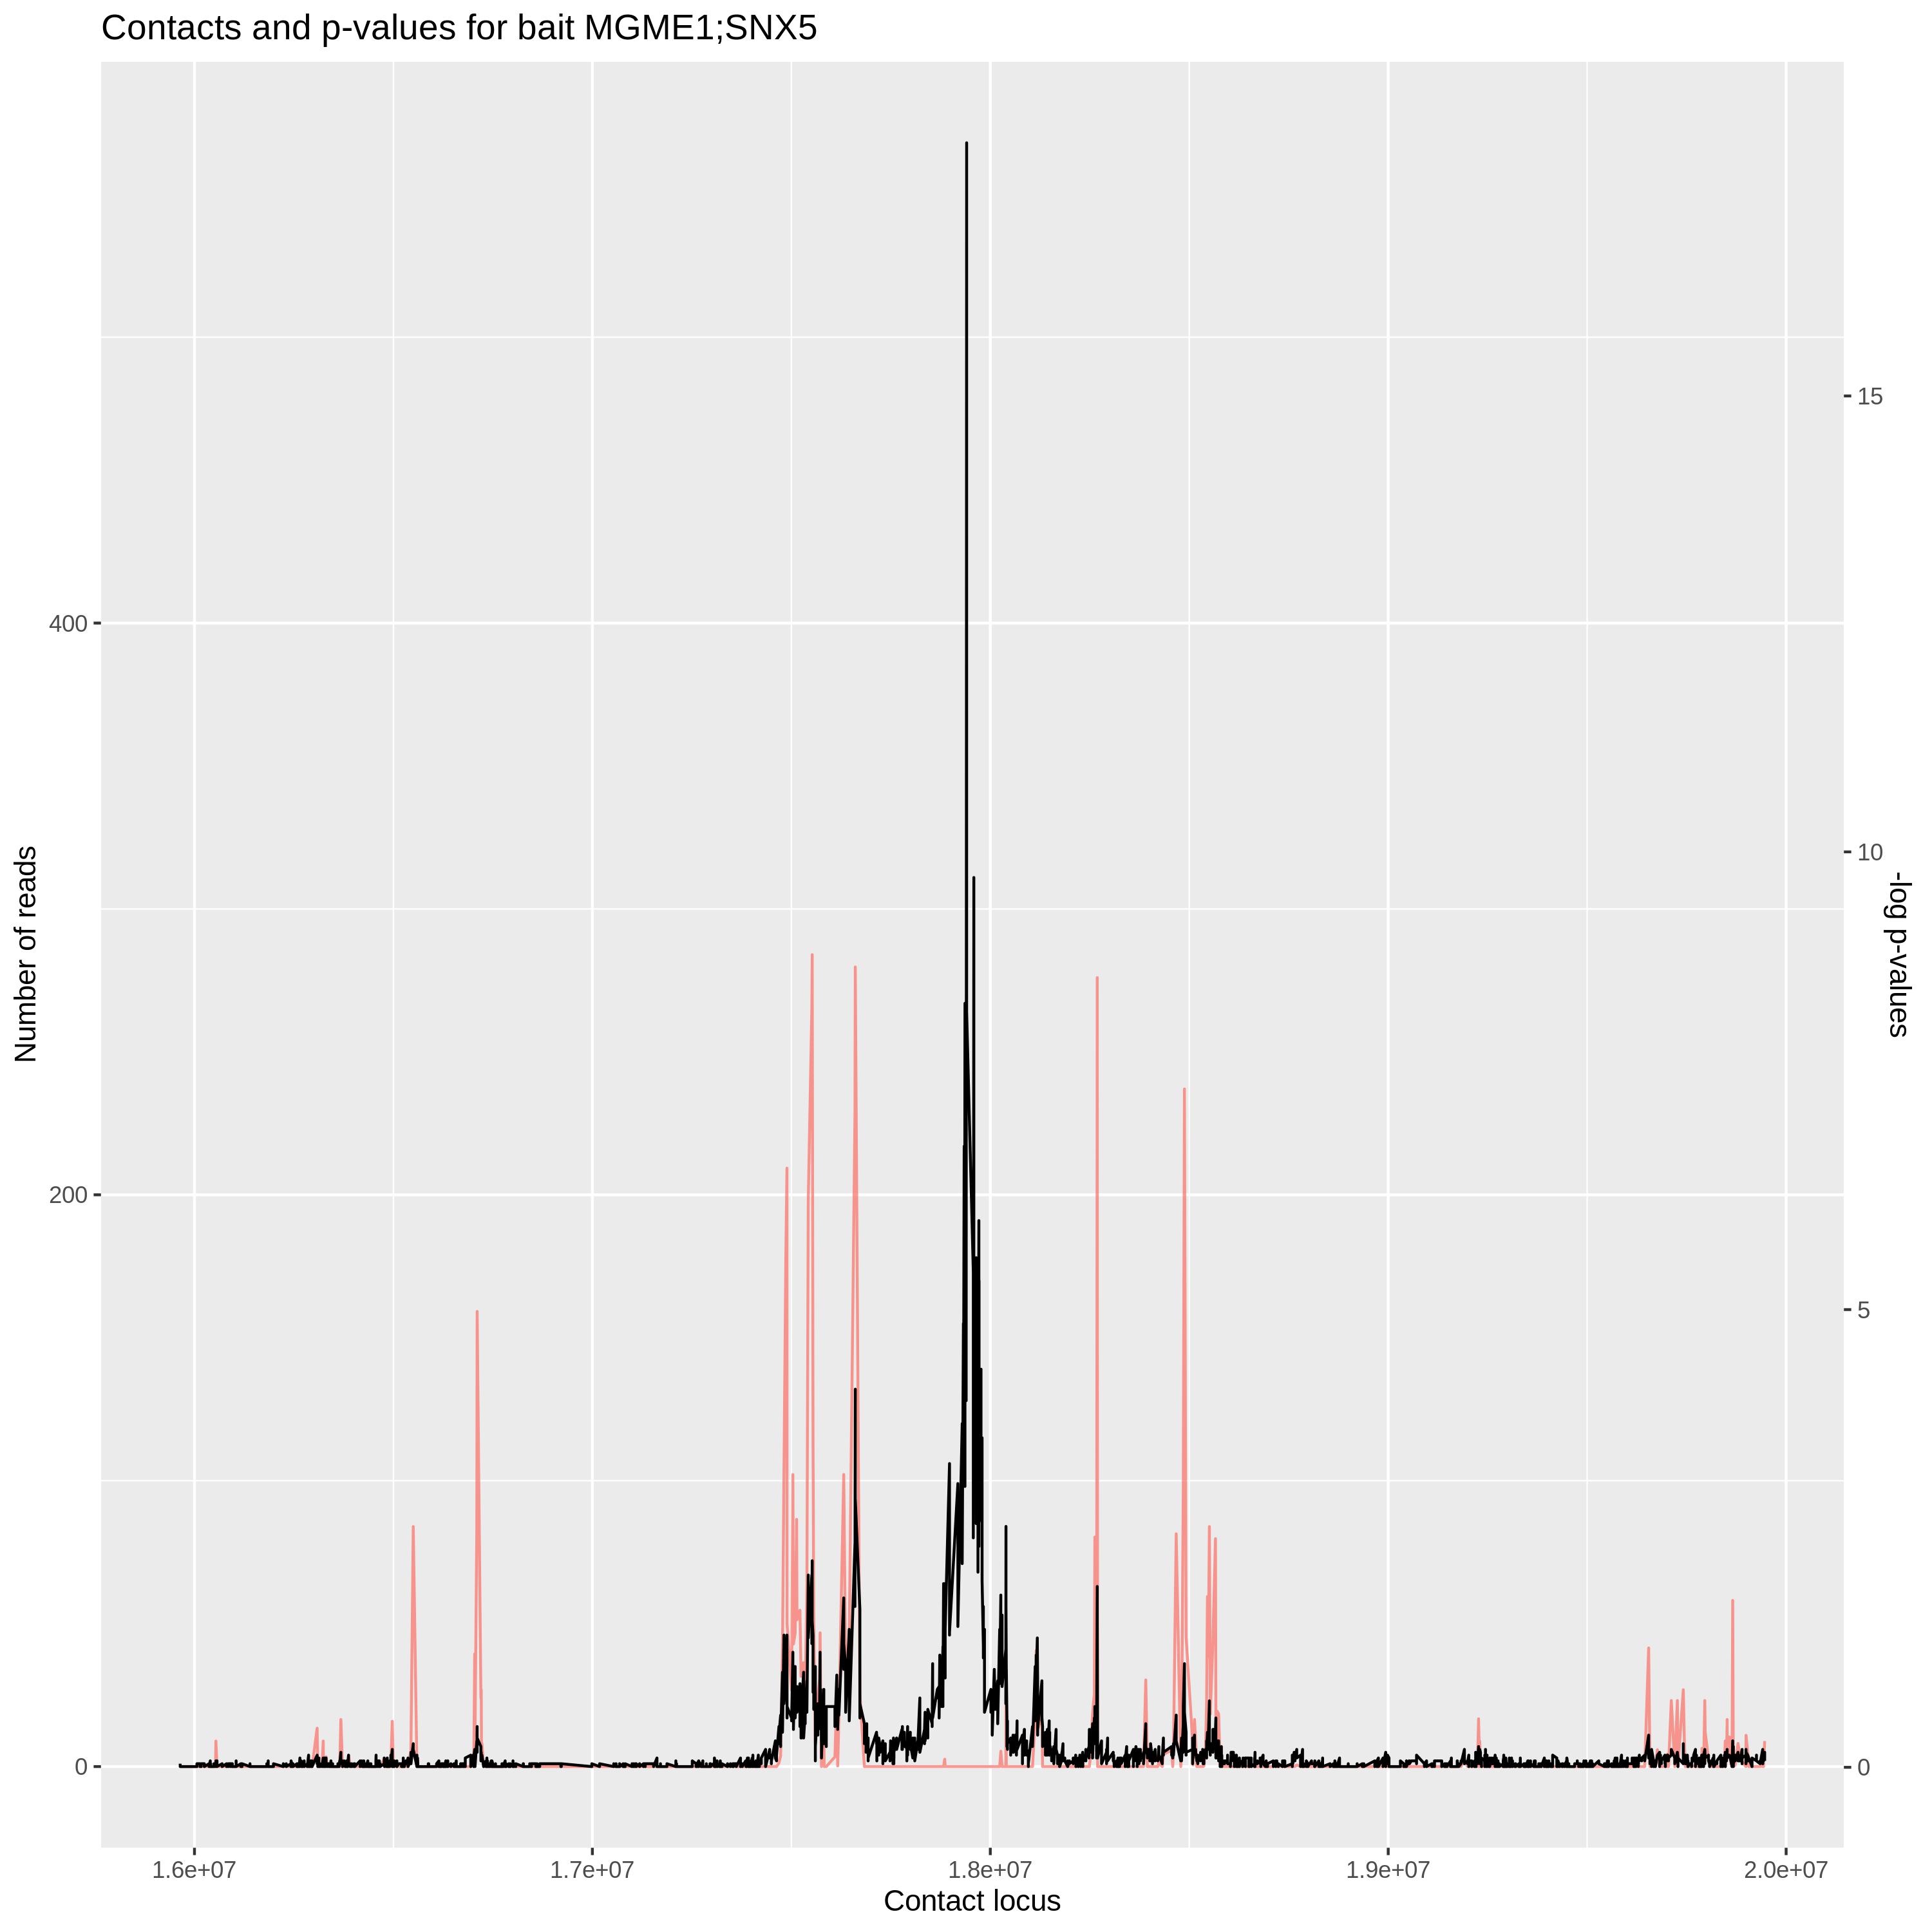 Contacts and p-values for bait MGME1;SNX5
Number of reads
400
200
0
15
10
5
0
-log p-values
1.6e+07
1.7e+07
1.8e+07
1.9e+07
2.0e+07
Contact locus